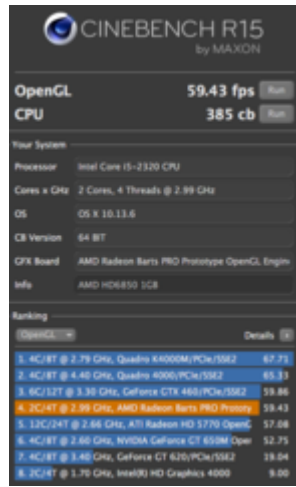 CINEBENCH R15
by MAXON
OpenGL 59.43 fps Run
CPU 385 cb Run
Your System
Processor Intel Core i5-2320 CPU
Cores x GHz 2 Cores, 4 Threads @ 2.99 GHz
OS OS X 10.13.6
CB Version 64 BIT
GFX Board AMD Radeon Barts PRO Prototype OpenGL Engine
Info AMD HD6850 1GB
Ranking
OpenGL Details
1. 4C/8T @ 2.79 GHz, Quadro K4000M/PCIe/SSE2 67.71
2. 4C/8T @ 4.40 GHz, Quadro 4000/PCIe/SSE2 65.33
3. 6C/12T @ 3.30 GHz, GeForce GTX 460/PCIe/SSE2 59.86
4. 2C/4T @ 2.99 GHz, AMD Radeon Barts PRO Prototy 59.43
5. 12C/24T @ 2.66 GHz, ATI Radeon HD 5770 OpenG 57.08
6. 4C/8T @ 2.60 GHz, NVIDIA GeForce GT 650M Open 52.75
7. 4C/8T @ 3.40 GHz, GeForce GT 620/PCIe/SSE2 19.04
8. 2C/4T @ 1.70 GHz, Intel(R) HD Graphics 4000 9.00